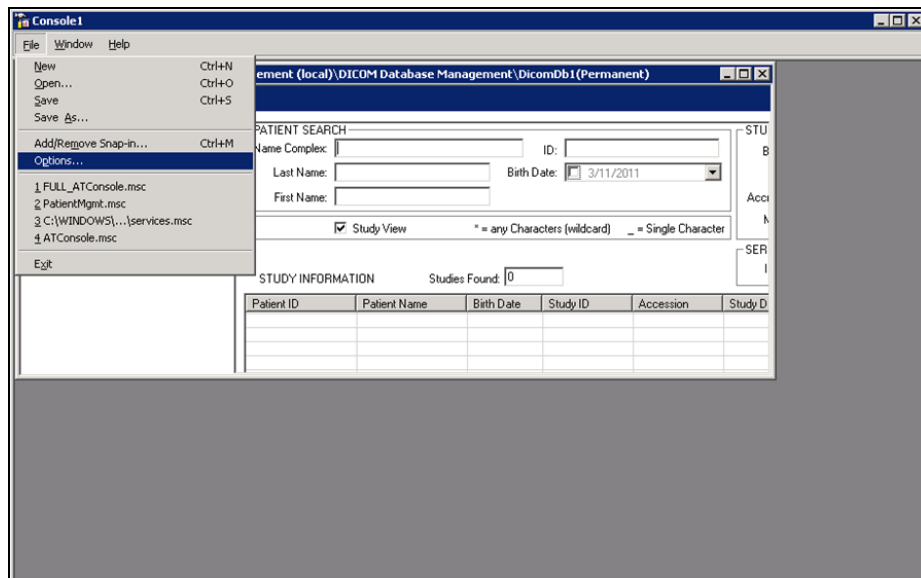 Console1
File Window Help
New Ctrl+N
Open... Ctrl+O
Save Ctrl+S
Save As...
Add/Remove Snap-in... Ctrl+M
Options...
1 FULL_ATConsole.msc
2 PatientMgmt.msc
3 C:\WINDOWS\...\services.msc
4 ATConsole.msc
Exit
ement (local)\DICOM Database Management\DicomDb1(Permanent)
PATIENT SEARCH
Name Complex:
ID:
Last Name:
Birth Date: 3/11/2011
First Name:
STU
B
Acc
Study View * = any Characters (wildcard) _ = Single Character
SER
STUDY INFORMATION Studies Found: 0
Patient ID Patient Name Birth Date Study ID Accession Study D